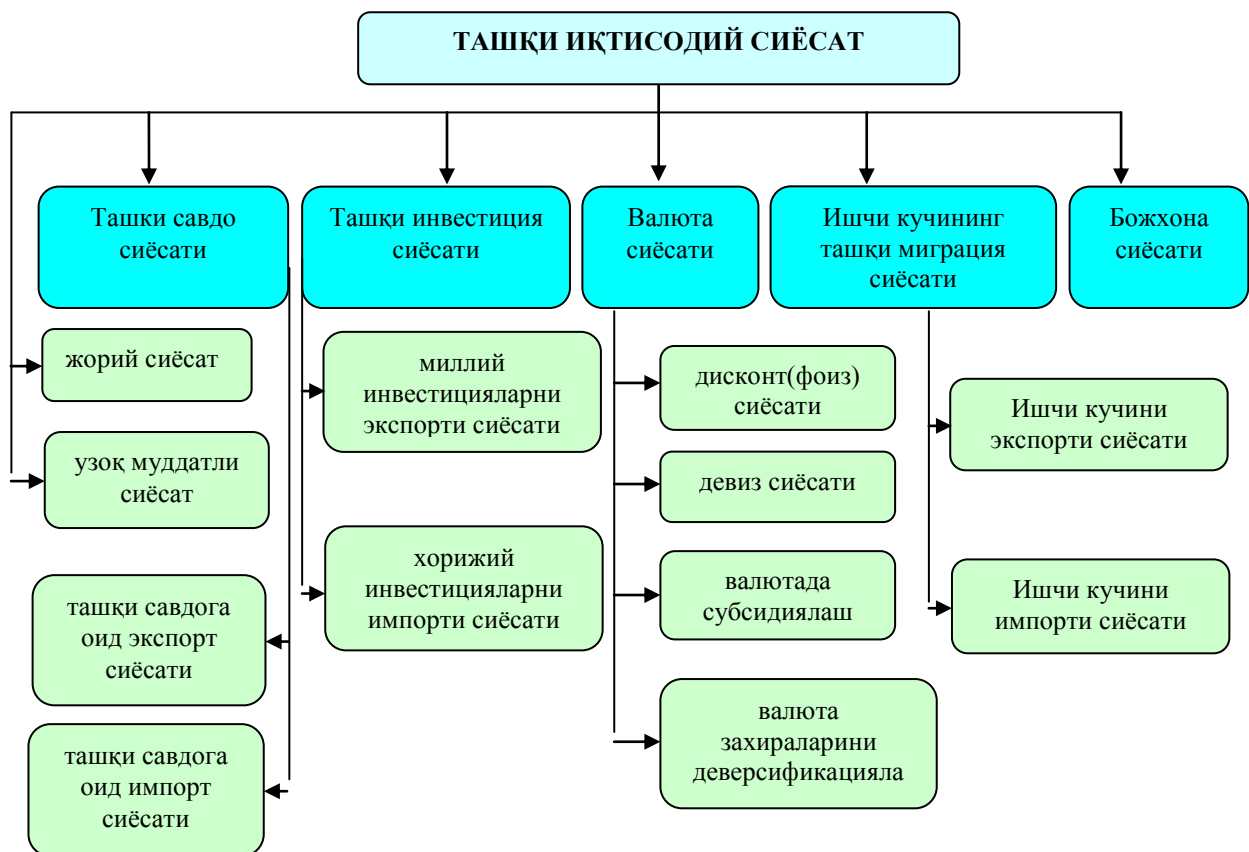 ТАШҚИ ИҚТИСОДИЙ СИЁСАТ
Ташки савдо
сиёсати
Ташқи инвестиция
сиёсати
Валюта
сиёсати
Ишчи кучининг
ташқи миграция
сиёсати
Божхона
сиёсати
жорий сиёсат
узоқ муддатли
сиёсат
ташқи савдога
оид экспорт
сиёсати
ташқи савдога
оид импорт
сиёсати
миллий
инвестицияларни
экспорти сиёсати
хорижий
инвестицияларни
импорти сиёсати
дисконт(фоиз)
сиёсати
девиз сиёсати
валютада
субсидиялаш
валюта
захираларини
деверсификацияла
Ишчи кучини
экспорти сиёсати
Ишчи кучини
импорти сиёсати